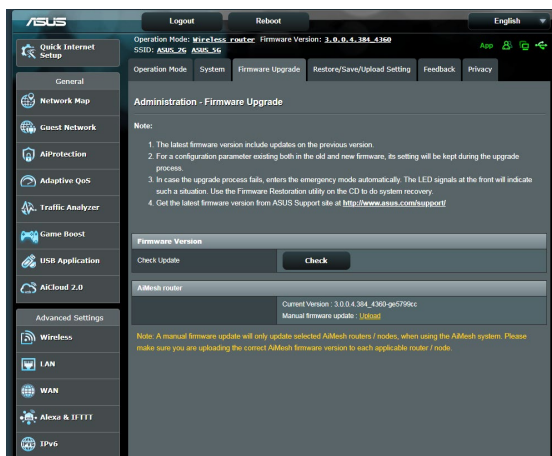 ASUS
Logout
Reboot
English
Operation Mode: Wireless router Firmware Version: 3.0.0.4.384_4360
SSID: ASUS_2G ASUS_5G
App
Quick Internet
Setup
General
Network Map
Guest Network
AiProtection
Adaptive QoS
Traffic Analyzer
Game Boost
USB Application
AiCloud 2.0
Advanced Settings
Wireless
LAN
WAN
Alexa & IFTTT
IPv6
Operation Mode
System
Firmware Upgrade
Restore/Save/Upload Setting
Feedback
Privacy
Administration - Firmware Upgrade
Note:
1. The latest firmware version include updates on the previous version.
2. For a configuration parameter existing both in the old and new firmware, its setting will be kept during the upgrade
process.
3. In case the upgrade process fails, enters the emergency mode automatically. The LED signals at the front will indicate
such a situation. Use the Firmware Restoration utility on the CD to do system recovery.
4. Get the latest firmware version from ASUS Support site at http://www.asus.com/support/
Firmware Version
Check Update
Check
AiMesh router
Current Version : 3.0.0.4.384_4360-ge5799cc
Manual firmware update : Upload
Note: A manual firmware update will only update selected AiMesh routers / nodes, when using the AiMesh system. Please
make sure you are uploading the correct AiMesh firmware version to each applicable router / node.